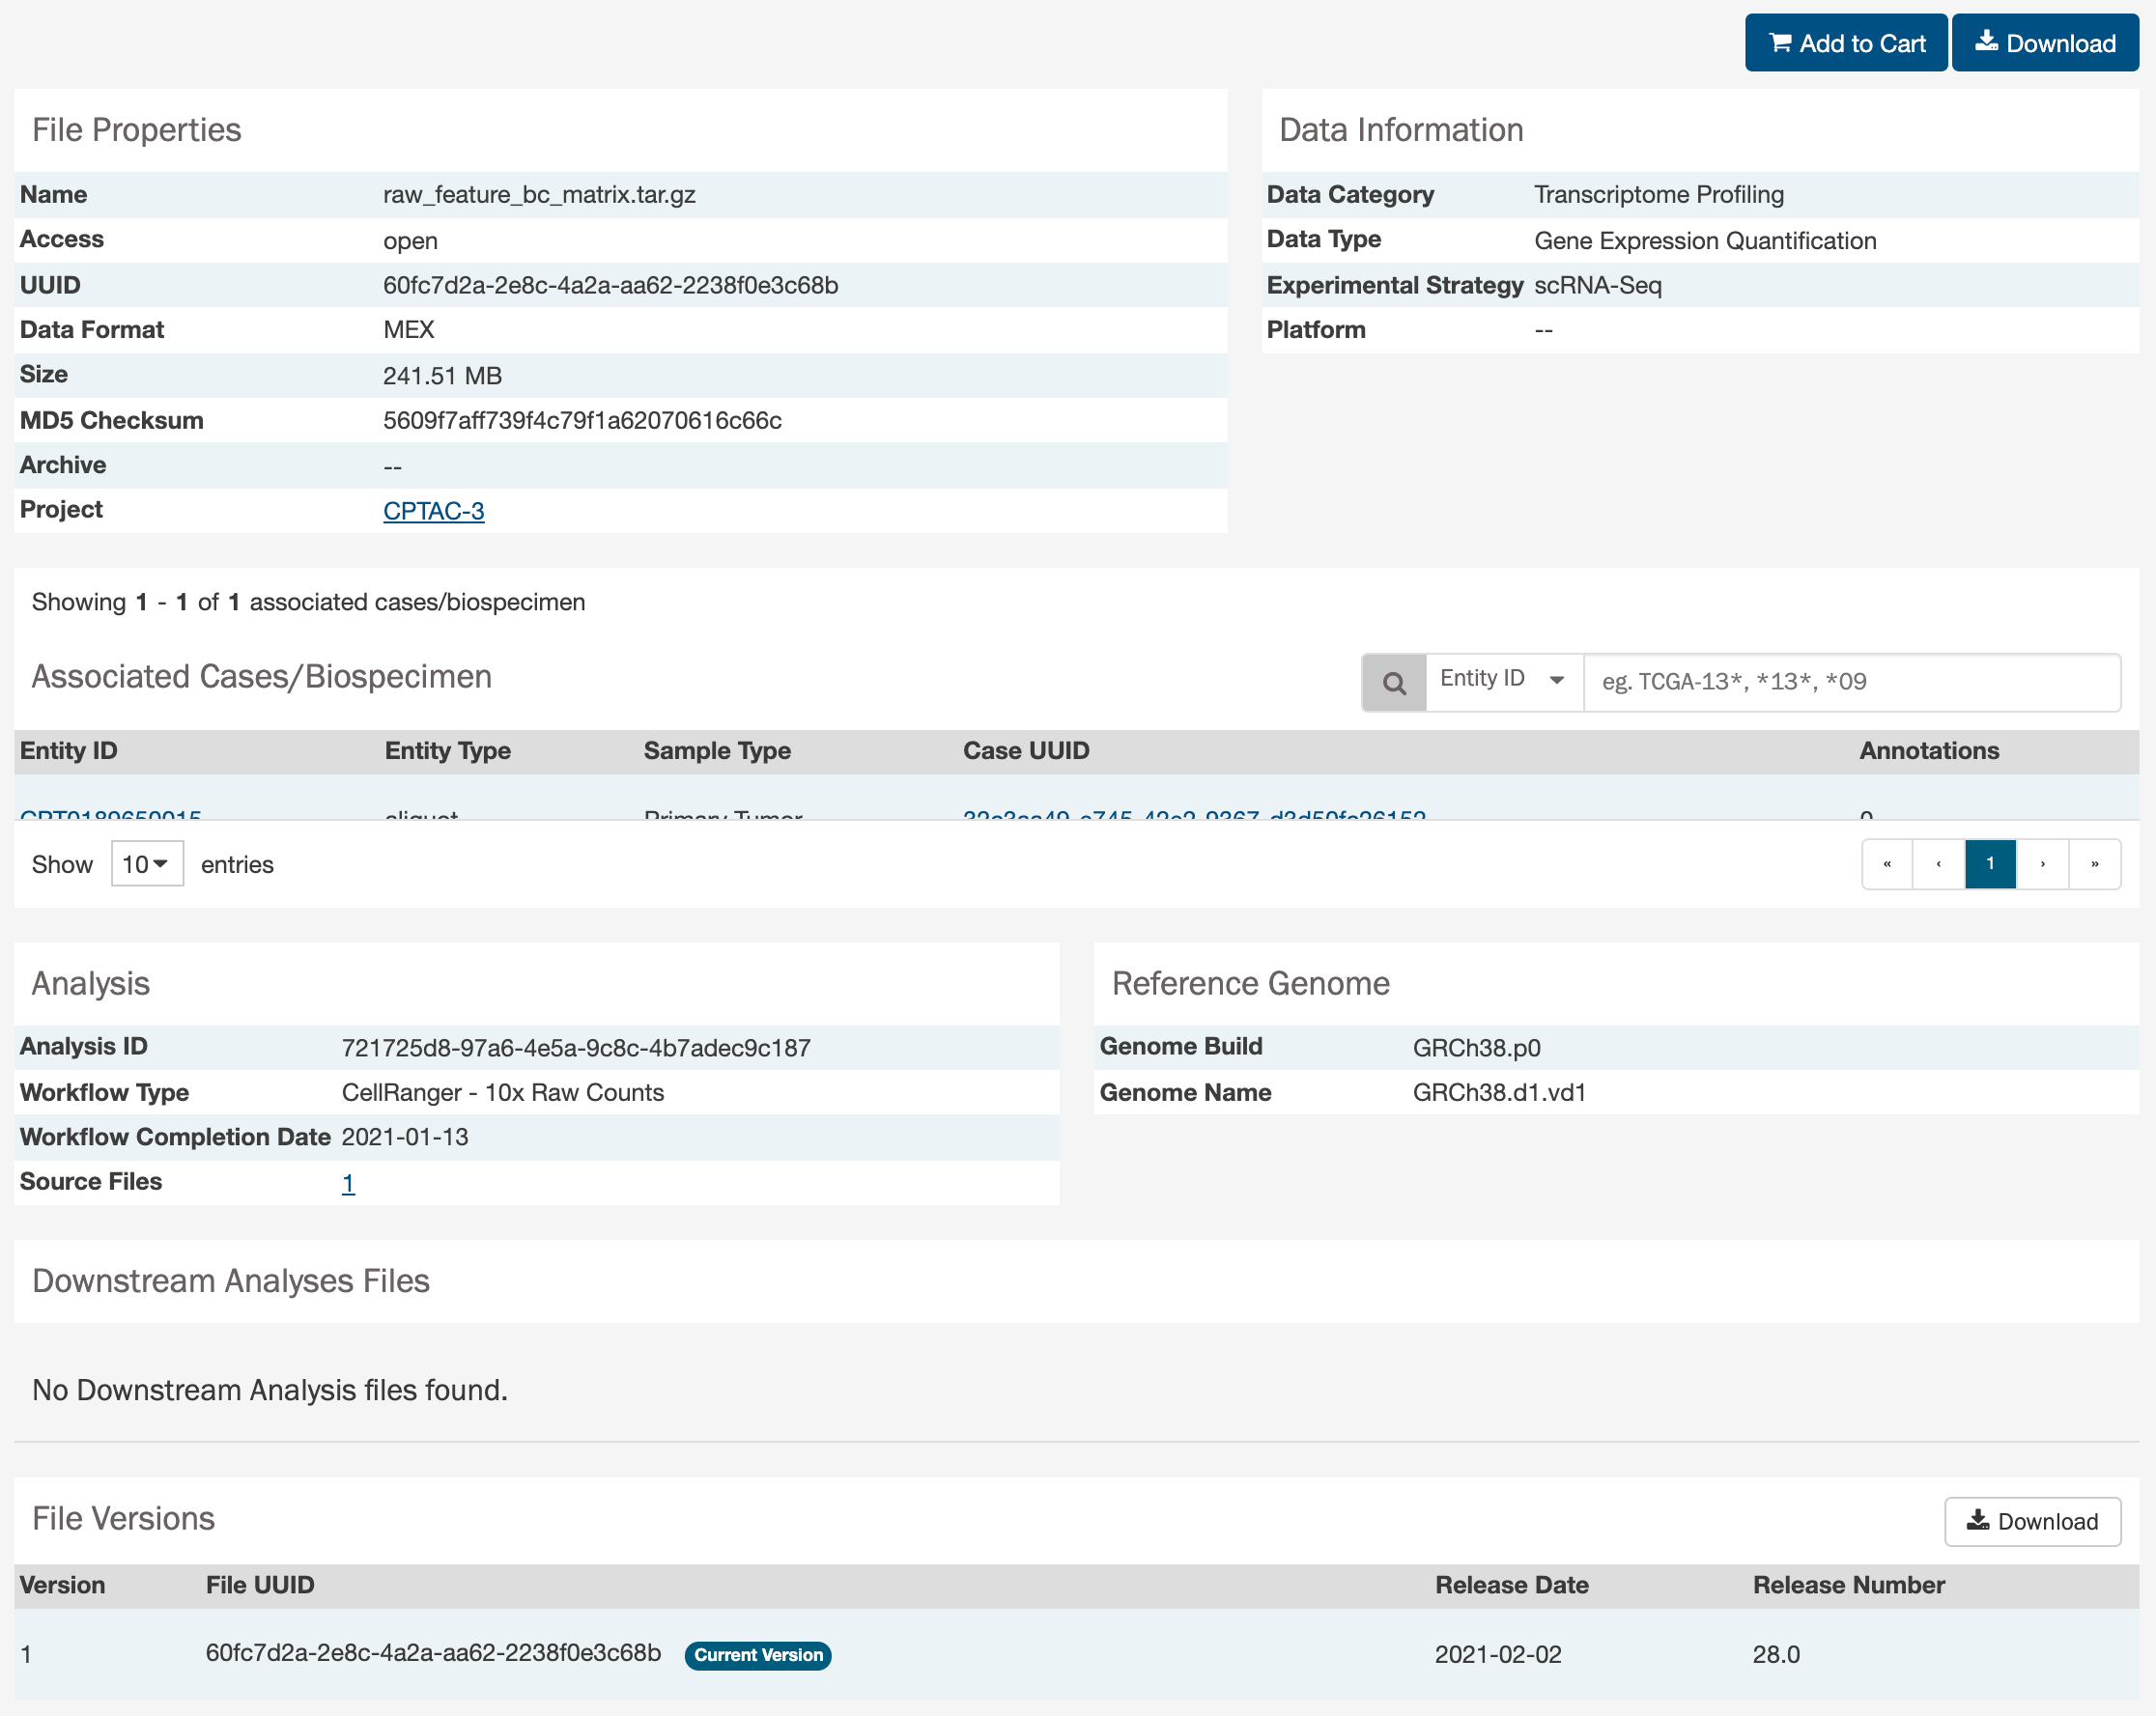 Add to Cart Download
File Properties
Name raw_feature_bc_matrix.tar.gz
Access open
UUID 60fc7d2a-2e8c-4a2a-aa62-2238f0e3c68b
Data Format MEX
Size 241.51 MB
MD5 Checksum 5609f7aff739f4c79f1a62070616c66c
Archive --
Project CPTAC-3
Data Information
Data Category Transcriptome Profiling
Data Type Gene Expression Quantification
Experimental Strategy scRNA-Seq
Platform --
Showing 1 - 1 of 1 associated cases/biospecimen
Associated Cases/Biospecimen
Entity ID eg. TCGA-13*, *13*, *09
Entity ID Entity Type Sample Type Case UUID Annotations
CPT0189650015 aliquot Primary Tumor 0
Show 10 entries
« ‹ 1 › »
Analysis
Analysis ID 721725d8-97a6-4e5a-9c8c-4b7adec9c187
Workflow Type CellRanger - 10x Raw Counts
Workflow Completion Date 2021-01-13
Source Files 1
Reference Genome
Genome Build GRCh38.p0
Genome Name GRCh38.d1.vd1
Downstream Analyses Files
No Downstream Analysis files found.
File Versions
Download
Version File UUID Release Date Release Number
1 60fc7d2a-2e8c-4a2a-aa62-2238f0e3c68b Current Version 2021-02-02 28.0